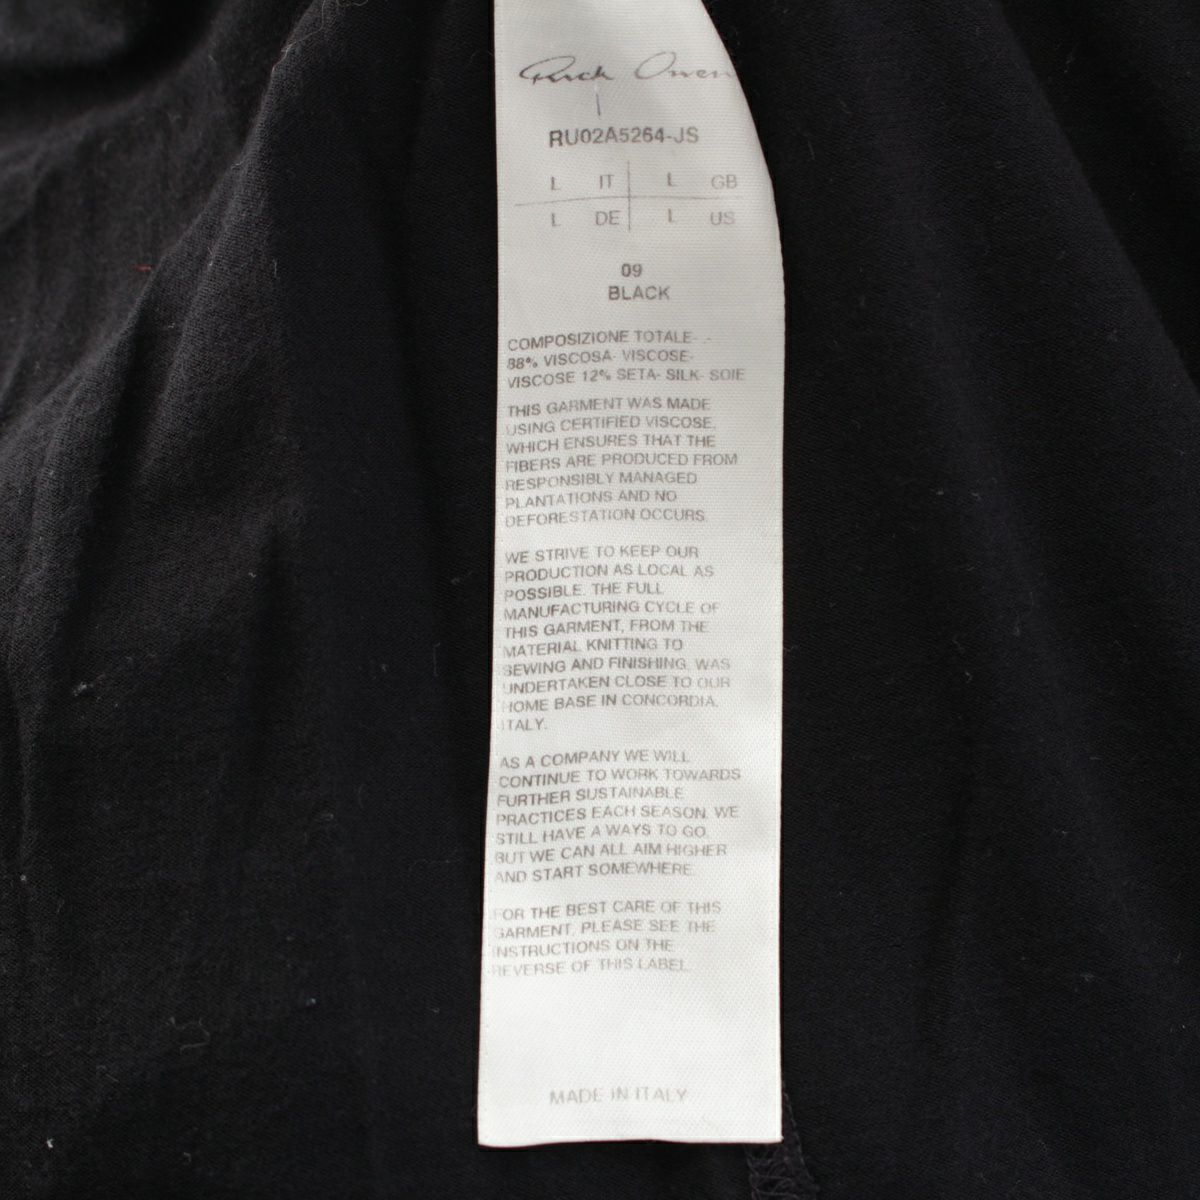 Rick Owen
RU02A5264-JS
L IT L GB
L DE L US
09
BLACK
COMPOSIZIONE TOTALE-
88% VISCOSA- VISCOSE-
VISCOSE 12% SETA- SILK- SOIE
THIS GARMENT WAS MADE
USING CERTIFIED VISCOSE,
WHICH ENSURES THAT THE
FIBERS ARE PRODUCED FROM
RESPONSIBLY MANAGED
PLANTATIONS AND NO
DEFORESTATION OCCURS.
WE STRIVE TO KEEP OUR
PRODUCTION AS LOCAL AS
POSSIBLE. THE FULL
MANUFACTURING CYCLE OF
THIS GARMENT, FROM THE
MATERIAL KNITTING TO
SEWING AND FINISHING, WAS
UNDERTAKEN CLOSE TO OUR
HOME BASE IN CONCORDIA,
ITALY.
AS A COMPANY WE WILL
CONTINUE TO WORK TOWARDS
FURTHER SUSTAINABLE
PRACTICES EACH SEASON. WE
STILL HAVE A WAYS TO GO,
BUT WE CAN ALL AIM HIGHER
AND START SOMEWHERE.
FOR THE BEST CARE OF THIS
GARMENT, PLEASE SEE THE
INSTRUCTIONS ON THE
REVERSE OF THIS LABEL.
MADE IN ITALY